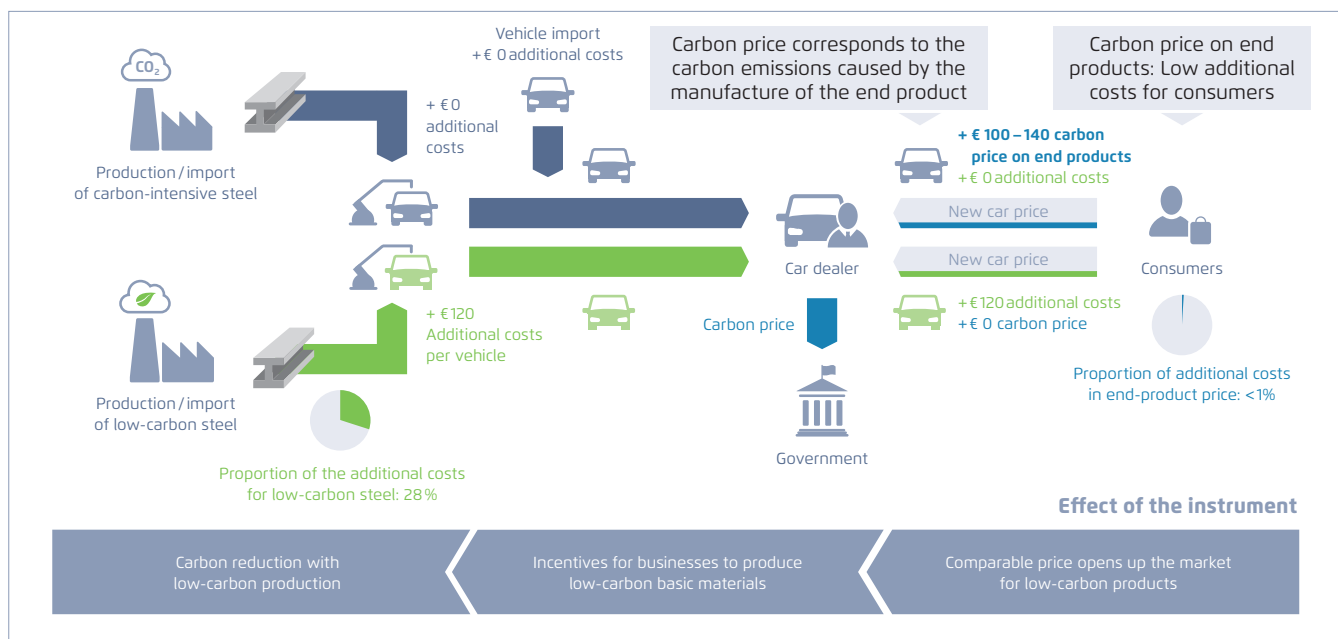 CO₂
Production / import
of carbon-intensive steel
+ € 0
additional
costs
Vehicle import
+ € 0 additional costs
Carbon price corresponds to the
carbon emissions caused by the
manufacture of the end product
Carbon price on end
products: Low additional
costs for consumers
+ € 100 – 140 carbon
price on end products
+ € 0 additional costs
New car price
New car price
Car dealer
Consumers
Production / import
of low-carbon steel
+ € 120
Additional costs
per vehicle
Carbon price
+ € 120 additional costs
+ € 0 carbon price
Proportion of additional costs
in end-product price: <1%
Government
Proportion of the additional costs
for low-carbon steel: 28 %
Effect of the instrument
Carbon reduction with
low-carbon production
Incentives for businesses to produce
low-carbon basic materials
Comparable price opens up the market
for low-carbon products